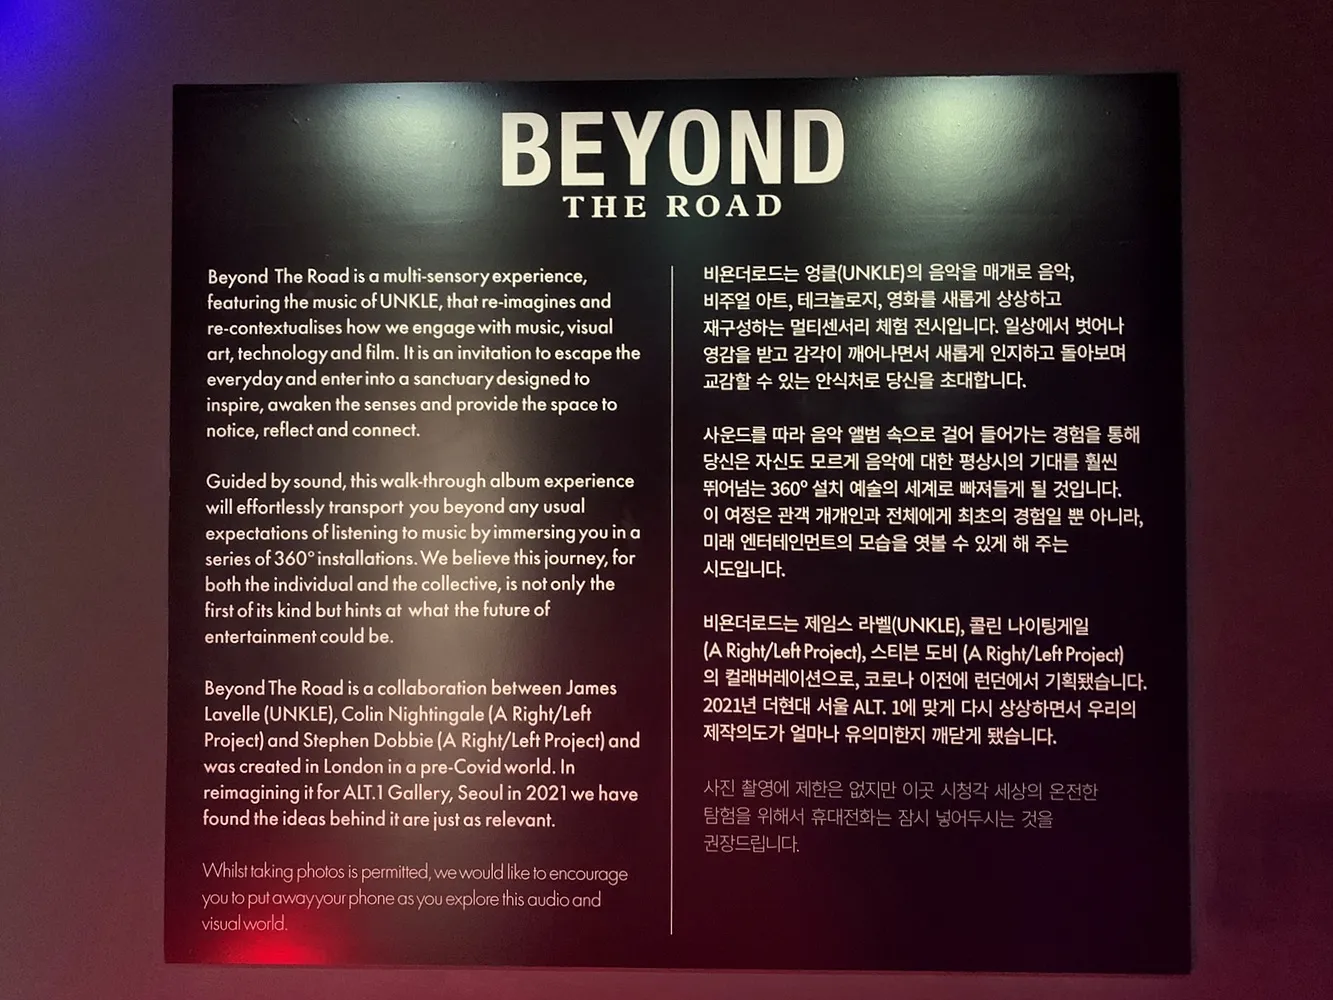 BEYOND
THE ROAD
Beyond The Road is a multi-sensory experience,
featuring the music of UNKLE, that re-imagines and
re-contextualises how we engage with music, visual
art, technology and film. It is an invitation to escape the
everyday and enter into a sanctuary designed to
inspire, awaken the senses and provide the space to
notice, reflect and connect.
Guided by sound, this walk-through album experience
will effortlessly transport you beyond any usual
expectations of listening to music by immersing you in a
series of 360° installations. We believe this journey, for
both the individual and the collective, is not only the
first of its kind but hints at what the future of
entertainment could be.
Beyond The Road is a collaboration between James
Lavelle (UNKLE), Colin Nightingale (A Right/Left
Project) and Stephen Dobbie (A Right/Left Project) and
was created in London in a pre-Covid world. In
reimagining it for ALT.1 Gallery, Seoul in 2021 we have
found the ideas behind it are just as relevant.
Whilst taking photos is permitted, we would like to encourage
you to put away your phone as you explore this audio and
visual world.
비욘더로드는 엉클(UNKLE)의 음악을 매개로 음악,
비주얼 아트, 테크놀로지, 영화를 새롭게 상상하고
재구성하는 멀티센서리 체험 전시입니다. 일상에서 벗어나
영감을 받고 감각이 깨어나면서 새롭게 인지하고 돌아보며
교감할 수 있는 안식처로 당신을 초대합니다.
사운드를 따라 음악 앨범 속으로 걸어 들어가는 경험을 통해
당신은 자신도 모르게 음악에 대한 평상시의 기대를 훨씬
뛰어넘는 360° 설치 예술의 세계로 빠져들게 될 것입니다.
이 여정은 관객 개개인과 전체에게 최초의 경험일 뿐 아니라,
미래 엔터테인먼트의 모습을 엿볼 수 있게 해 주는
시도입니다.
비욘더로드는 제임스 라벨(UNKLE), 콜린 나이팅게일
(A Right/Left Project), 스티븐 도비 (A Right/Left Project)
의 컬래버레이션으로, 코로나 이전에 런던에서 기획됐습니다.
2021년 더현대 서울 ALT. 1에 맞게 다시 상상하면서 우리의
제작의도가 얼마나 유의미한지 깨닫게 됐습니다.
사진 촬영에 제한은 없지만 이곳 시청각 세상의 온전한
탐험을 위해서 휴대전화는 잠시 넣어두시는 것을
권장드립니다.